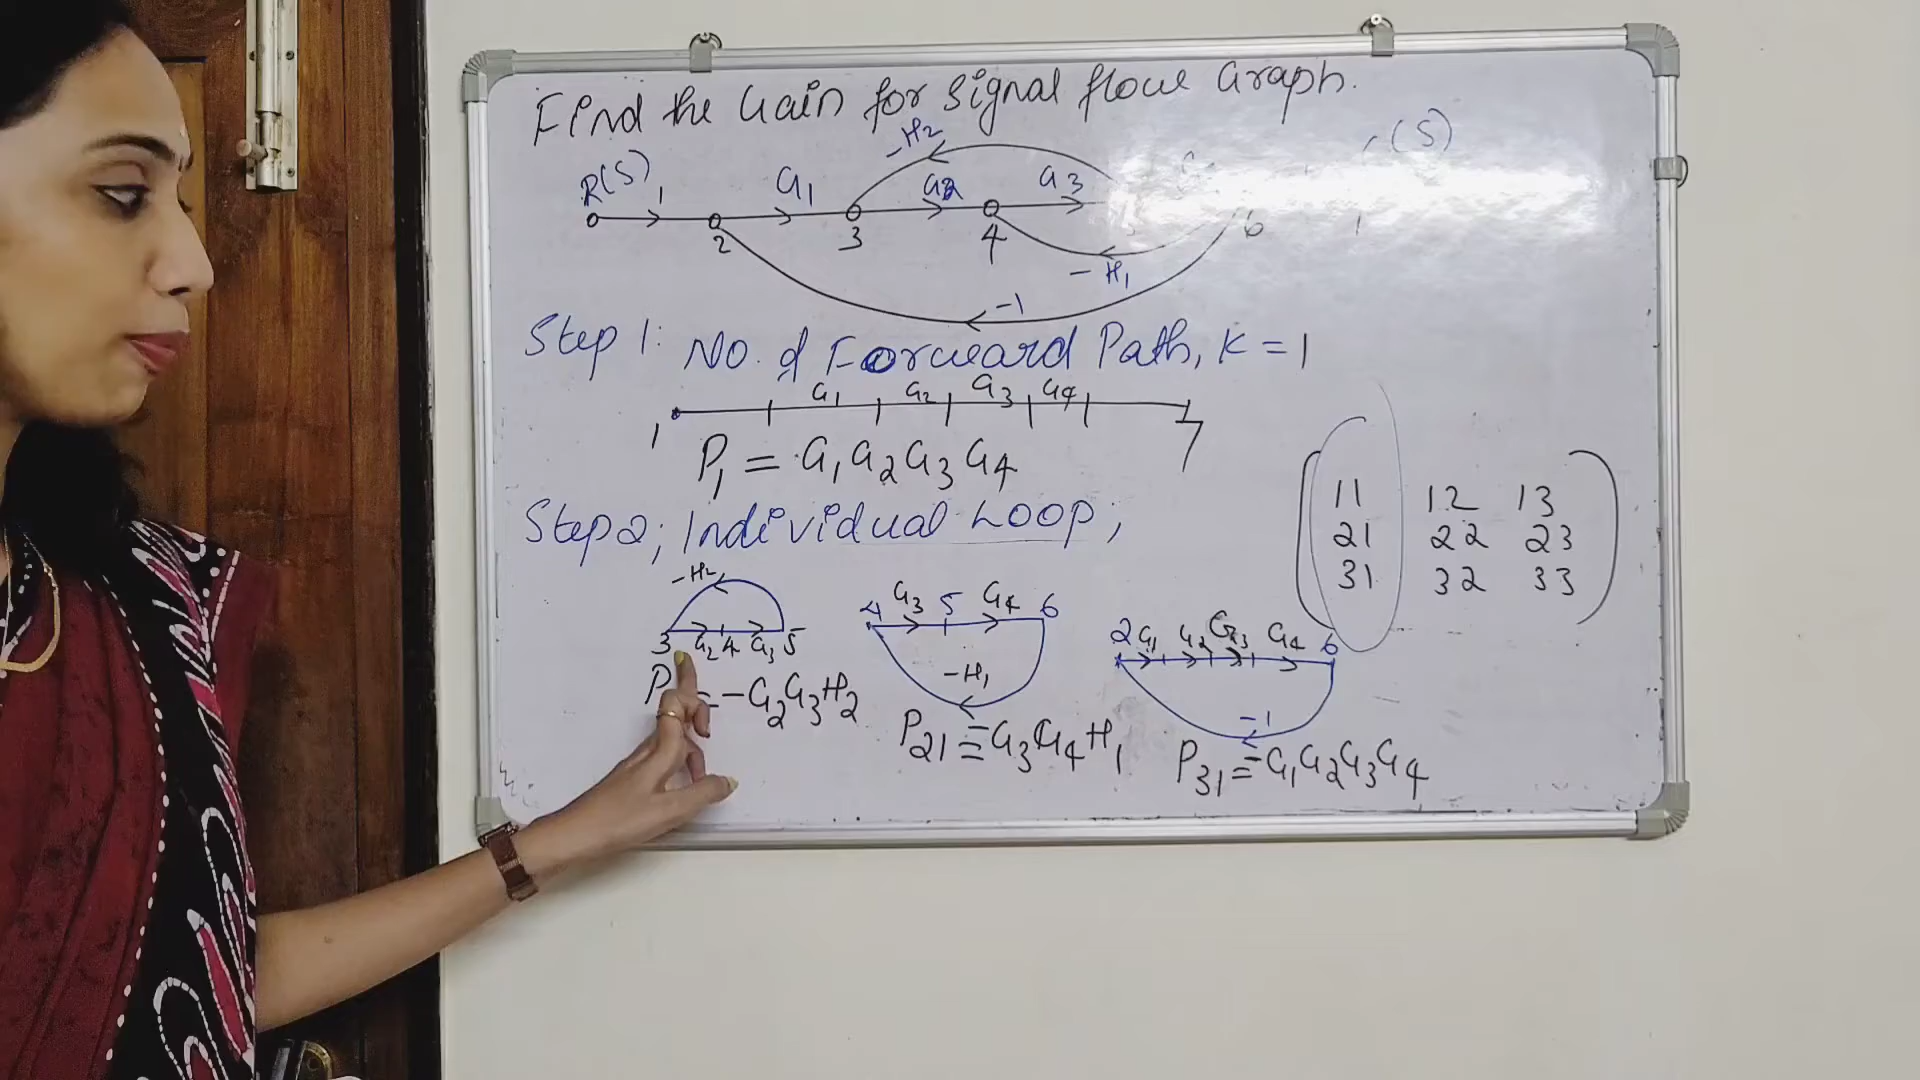 Find the Gain for Signal flow Graph.
R(S) 1 G1 -H2 G2 G3 C(S)
2 3 4 6 1
-H1
-1
Step 1: No. of Forward Path, K = 1
G1 G2 G3 G4
1 7
P1 = G1G2G3G4
Step 2; Individual Loop;
11 12 13
21 22 23
31 32 33
-H2
3 G2 4 G3 5
P = -G2G3H2
4 G3 5 G4 6
-H1
P21 = -G3G4H1
2 G1 G2 G3 G4 6
-1
P31 = -G1G2G3G4